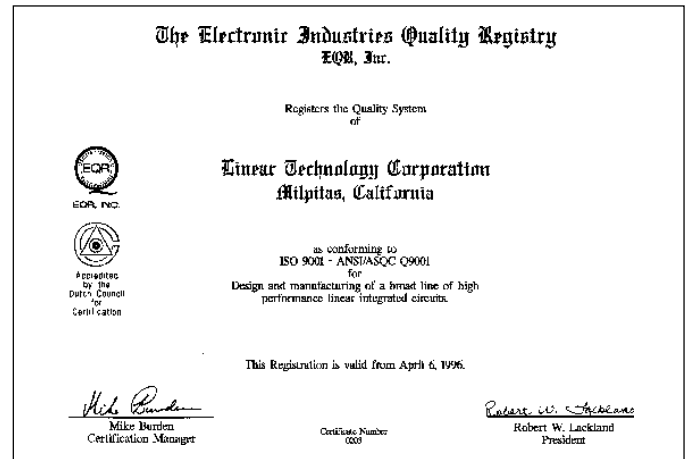 The Electronic Industries Quality Registry
EQR, Inc.
Registers the Quality System
of
EQR
EQR, INC.
Linear Technology Corporation
Milpitas, California
Accredited
by the
Dutch Council
for
Certification
as conforming to
ISO 9001 - ANSI/ASQC Q9001
for
Design and manufacturing of a broad line of high
performance linear integrated circuits.
This Registration is valid from April 6, 1996.
Mike Burden
Mike Burden
Certification Manager
Certificate Number
0203
Robert W. Lackland
Robert W. Lackland
President